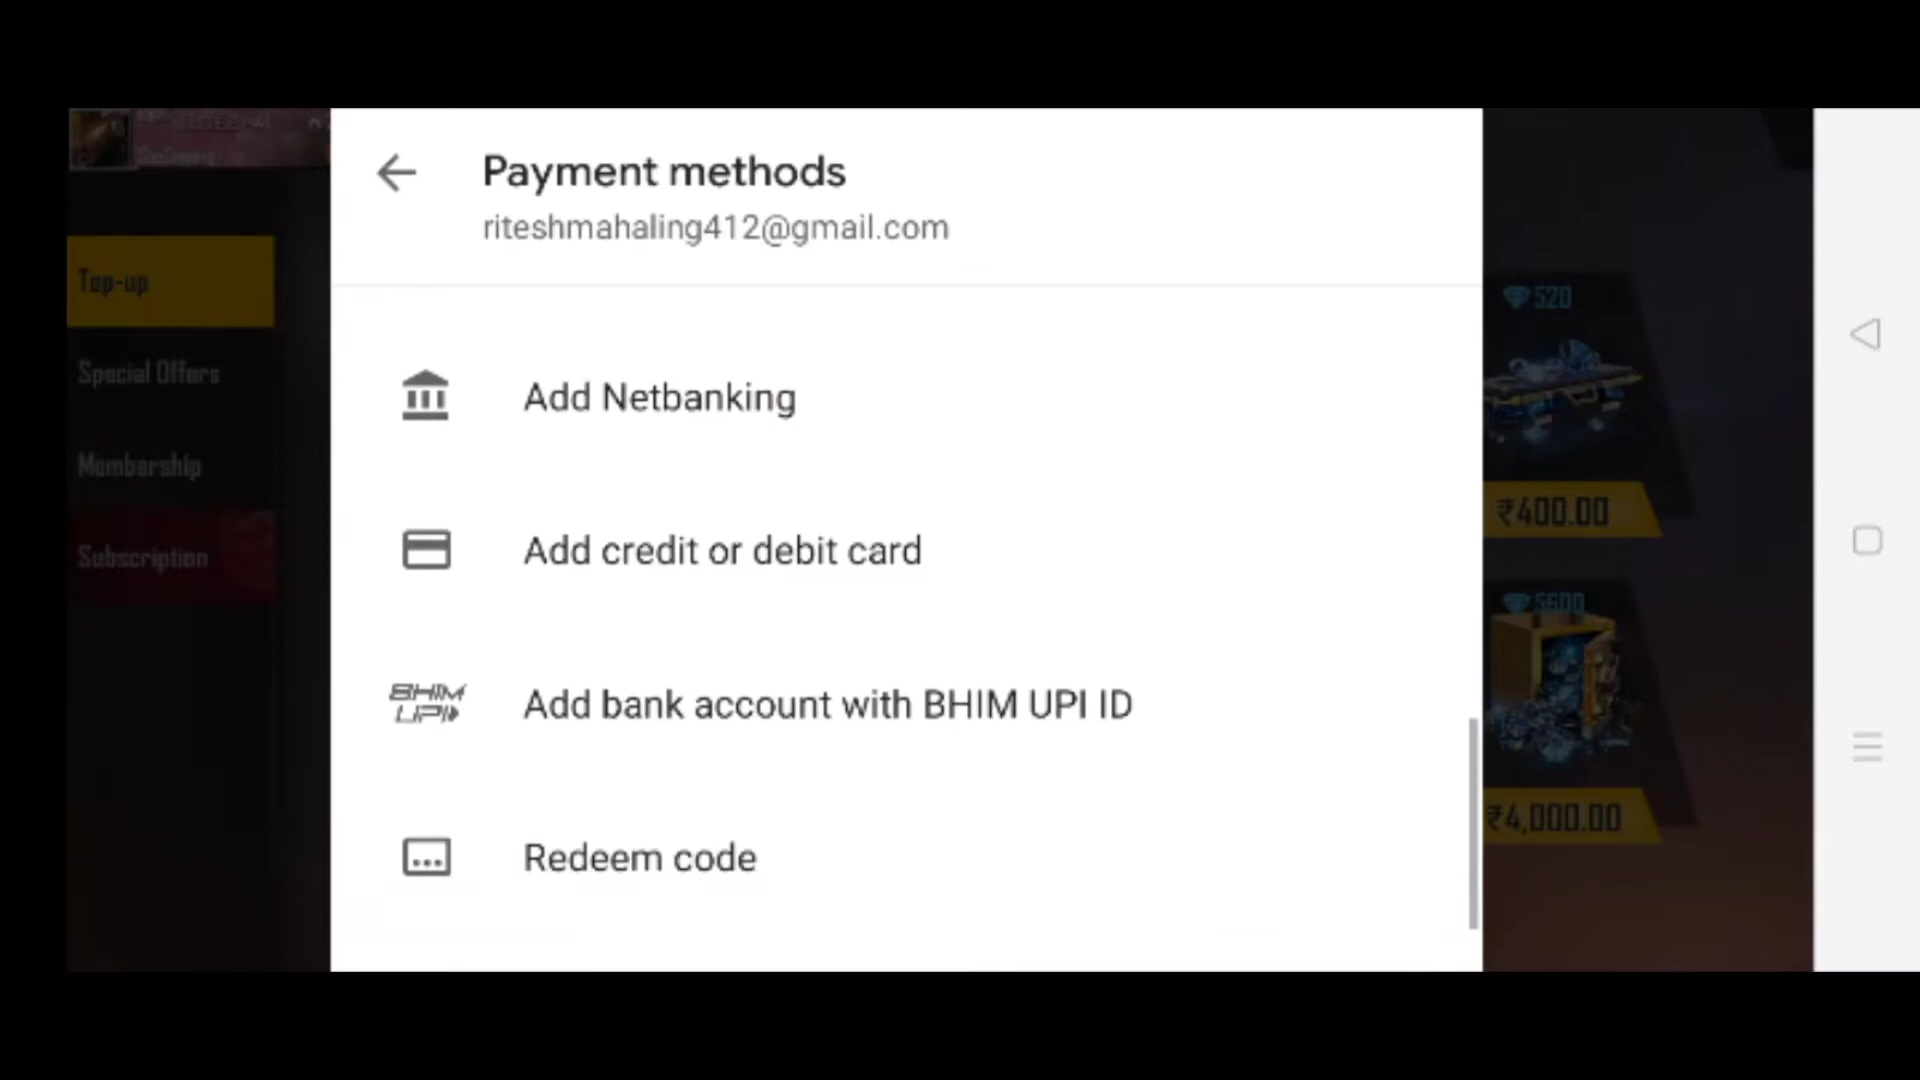 Payment methods
riteshmahaling412@gmail.com
Top-up
Special Offers
Membership
Subscription
Add Netbanking
Add credit or debit card
BHIM
UPI
Add bank account with BHIM UPI ID
Redeem code
520
₹400.00
5600
₹4,000.00